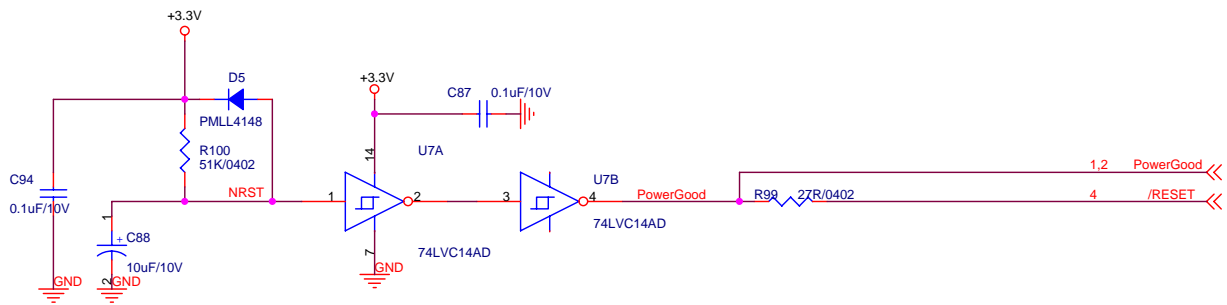 +3.3V
D5
PMLL4148
R100
51K/0402
C94
0.1uF/10V
NRST
1
C88
+
10uF/10V
2
GND
GND
+3.3V
C87
0.1uF/10V
14
U7A
1
2
7
74LVC14AD
GND
3
U7B
4
PowerGood
74LVC14AD
R99
27R/0402
1,2
PowerGood
4
/RESET